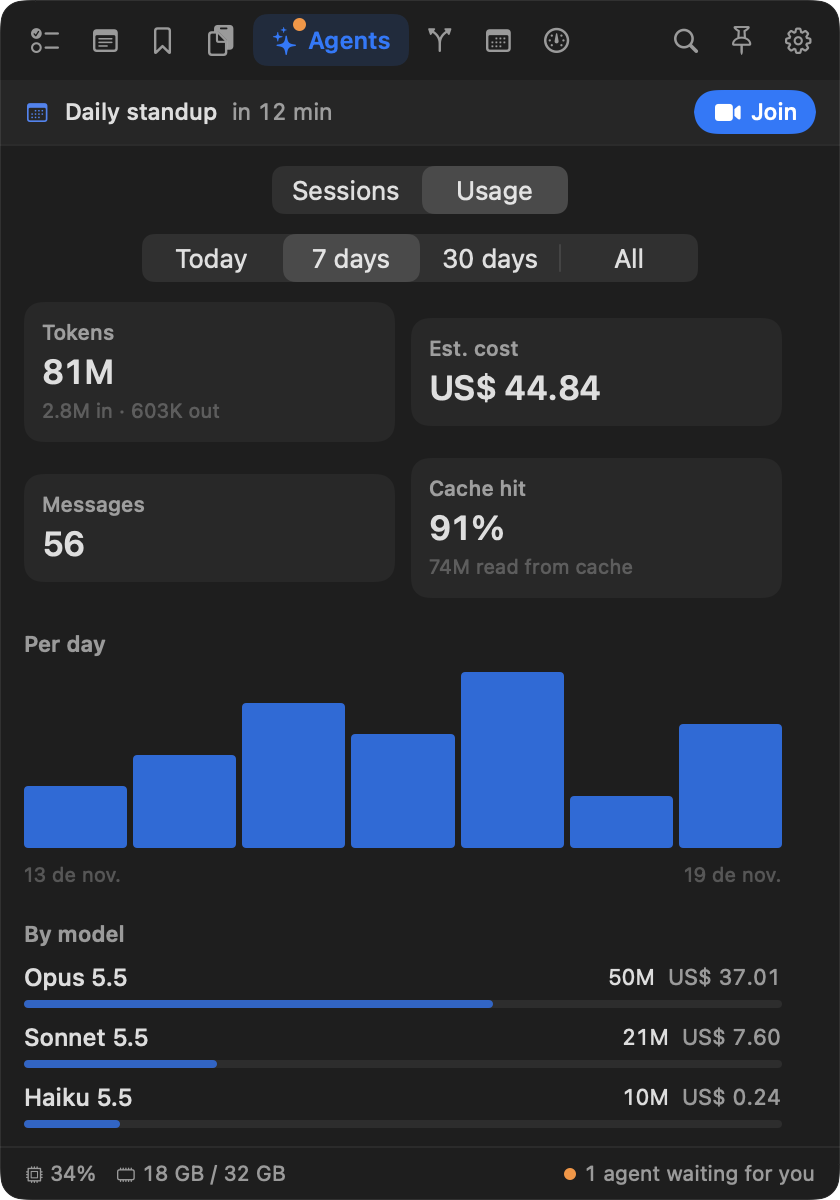 Agents
Daily standup in 12 min
Join
Sessions Usage
Today 7 days 30 days All
Tokens
81M
2.8M in · 603K out
Est. cost
US$ 44.84
Messages
56
Cache hit
91%
74M read from cache
Per day
13 de nov. 19 de nov.
By model
Opus 5.5 50M US$ 37.01
Sonnet 5.5 21M US$ 7.60
Haiku 5.5 10M US$ 0.24
34% 18 GB / 32 GB 1 agent waiting for you